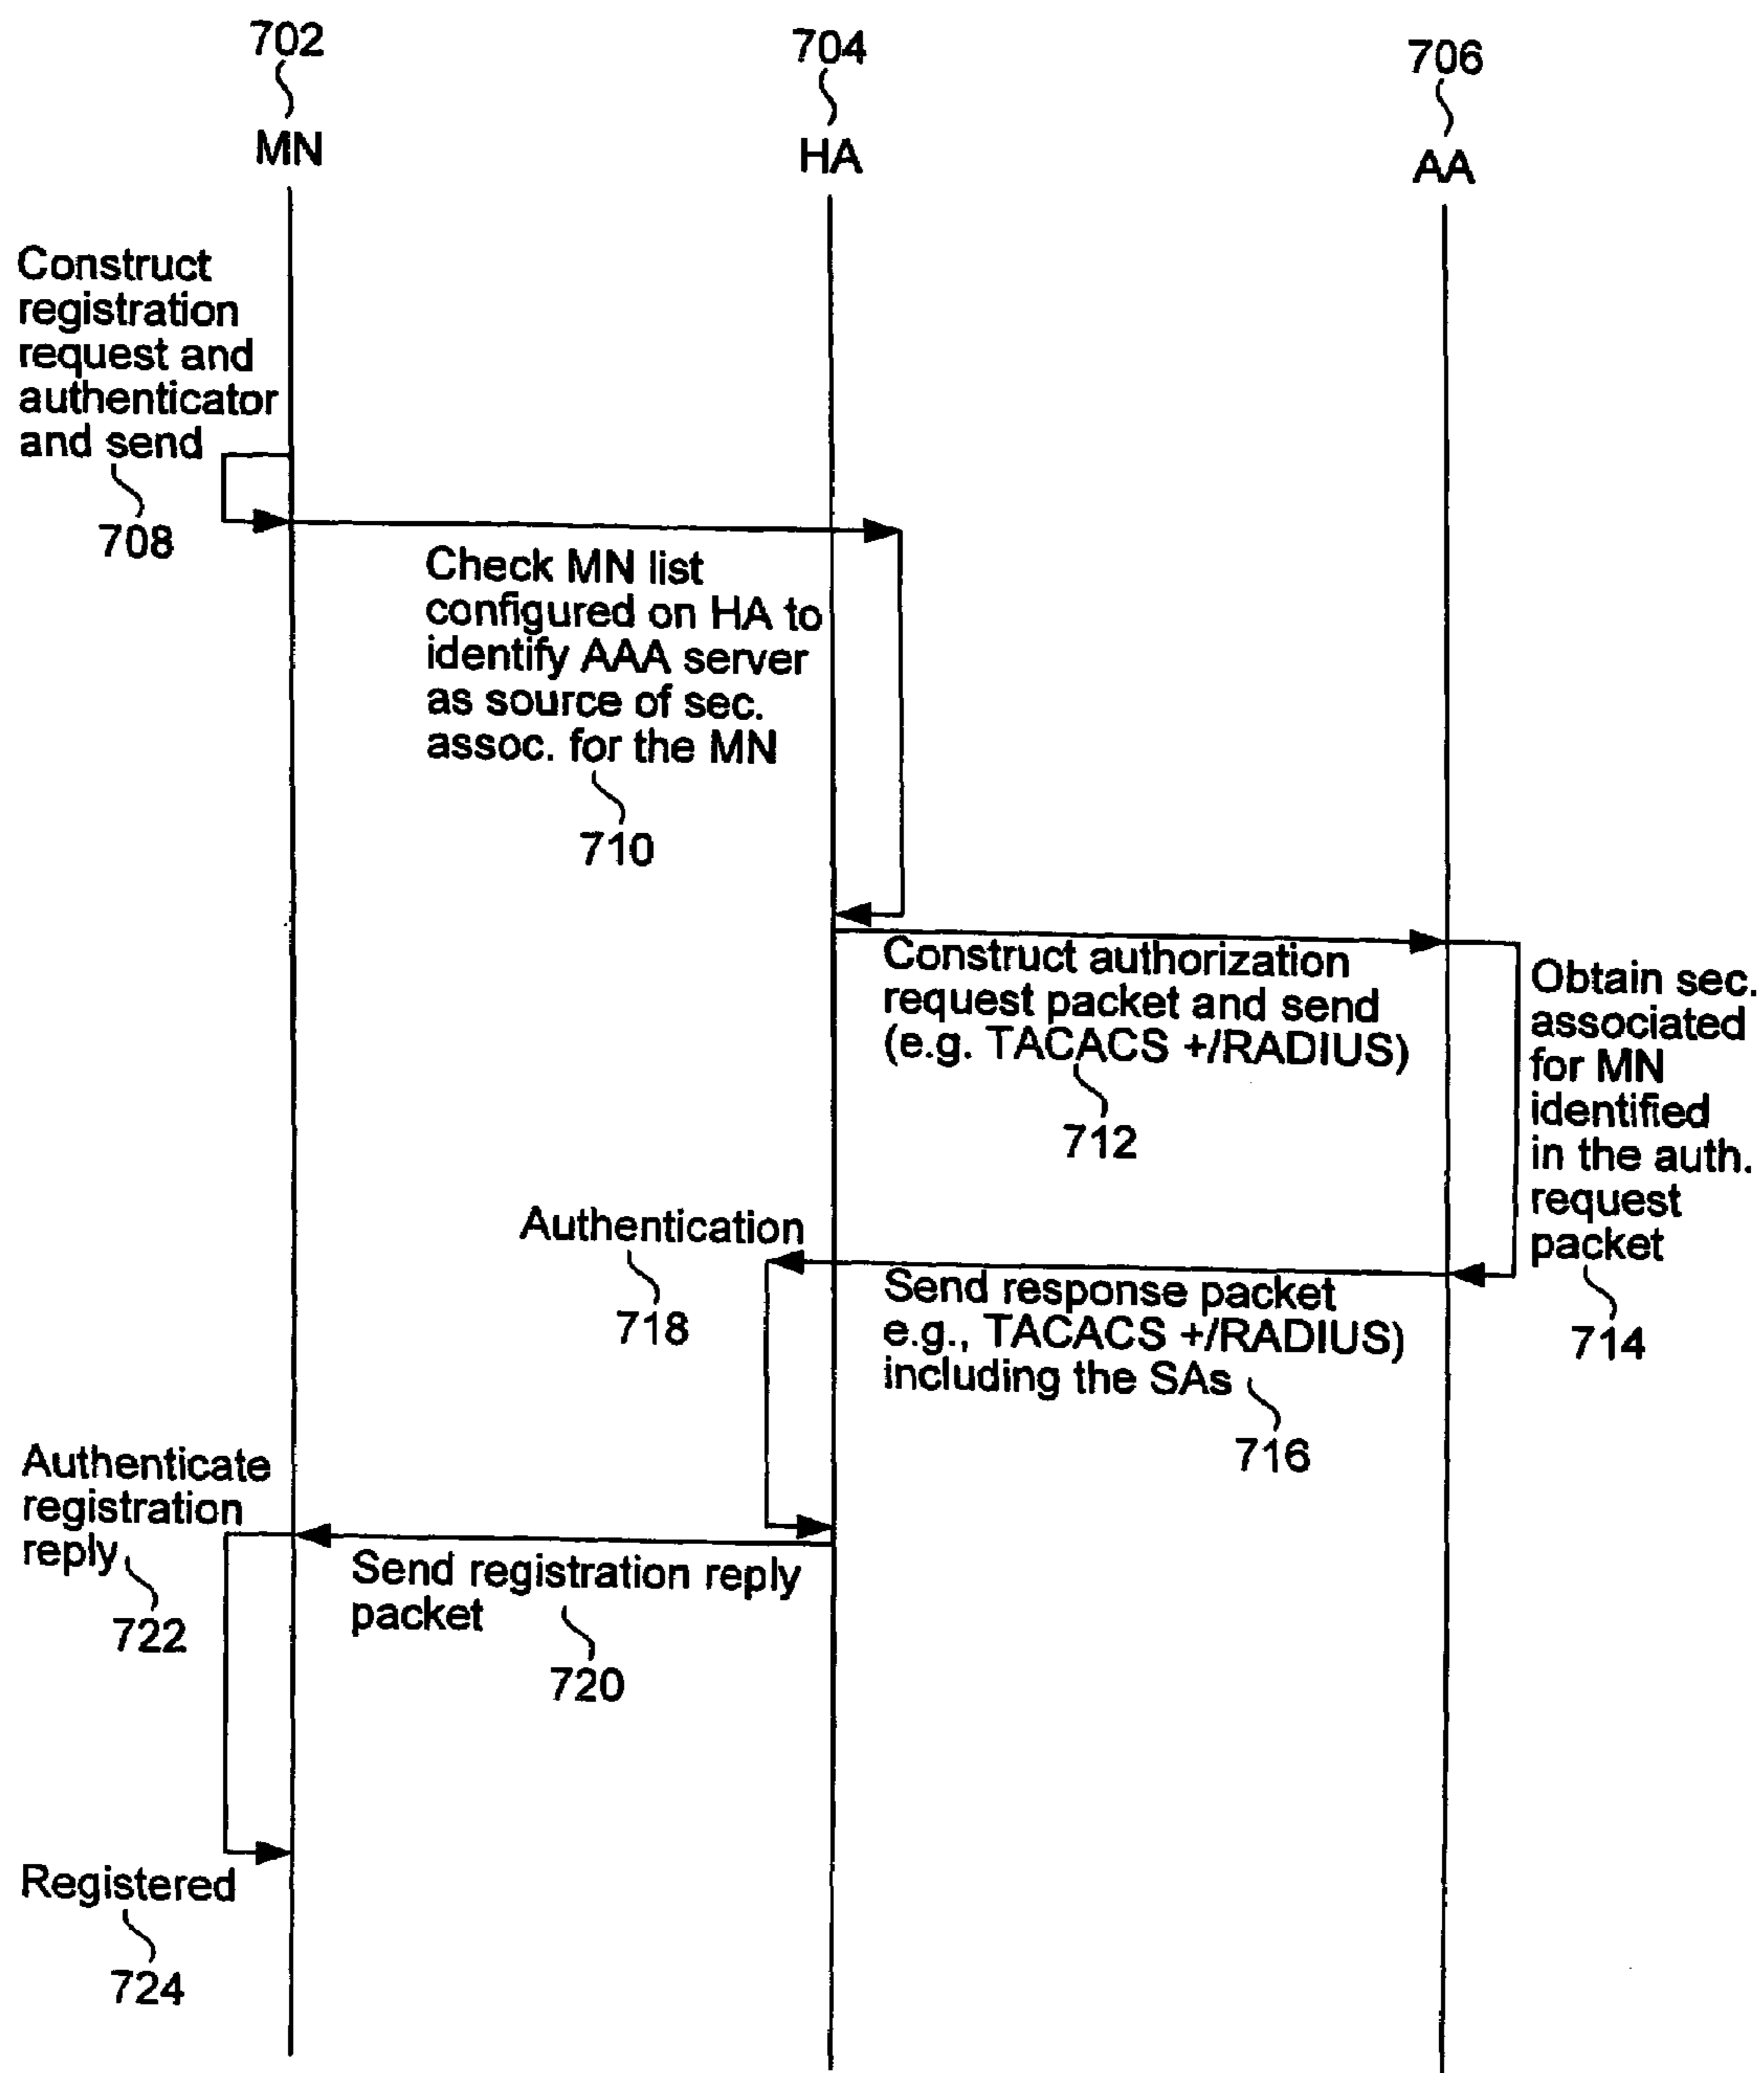 702
704
706
MN
HA
AA
Construct
registration
request and
authenticator
and send
708
Check MN list
configured on HA to
identify AAA server
as source of sec.
assoc. for the MN
710
Construct authorization
request packet and send
(e.g. TACACS +/RADIUS)
712
Obtain sec.
associated
for MN
identified
in the auth.
request
packet
714
Authentication
718
Send response packet
e.g., TACACS +/RADIUS)
including the SAs
716
Authenticate
registration
reply
722
Send registration reply
packet
720
Registered
724